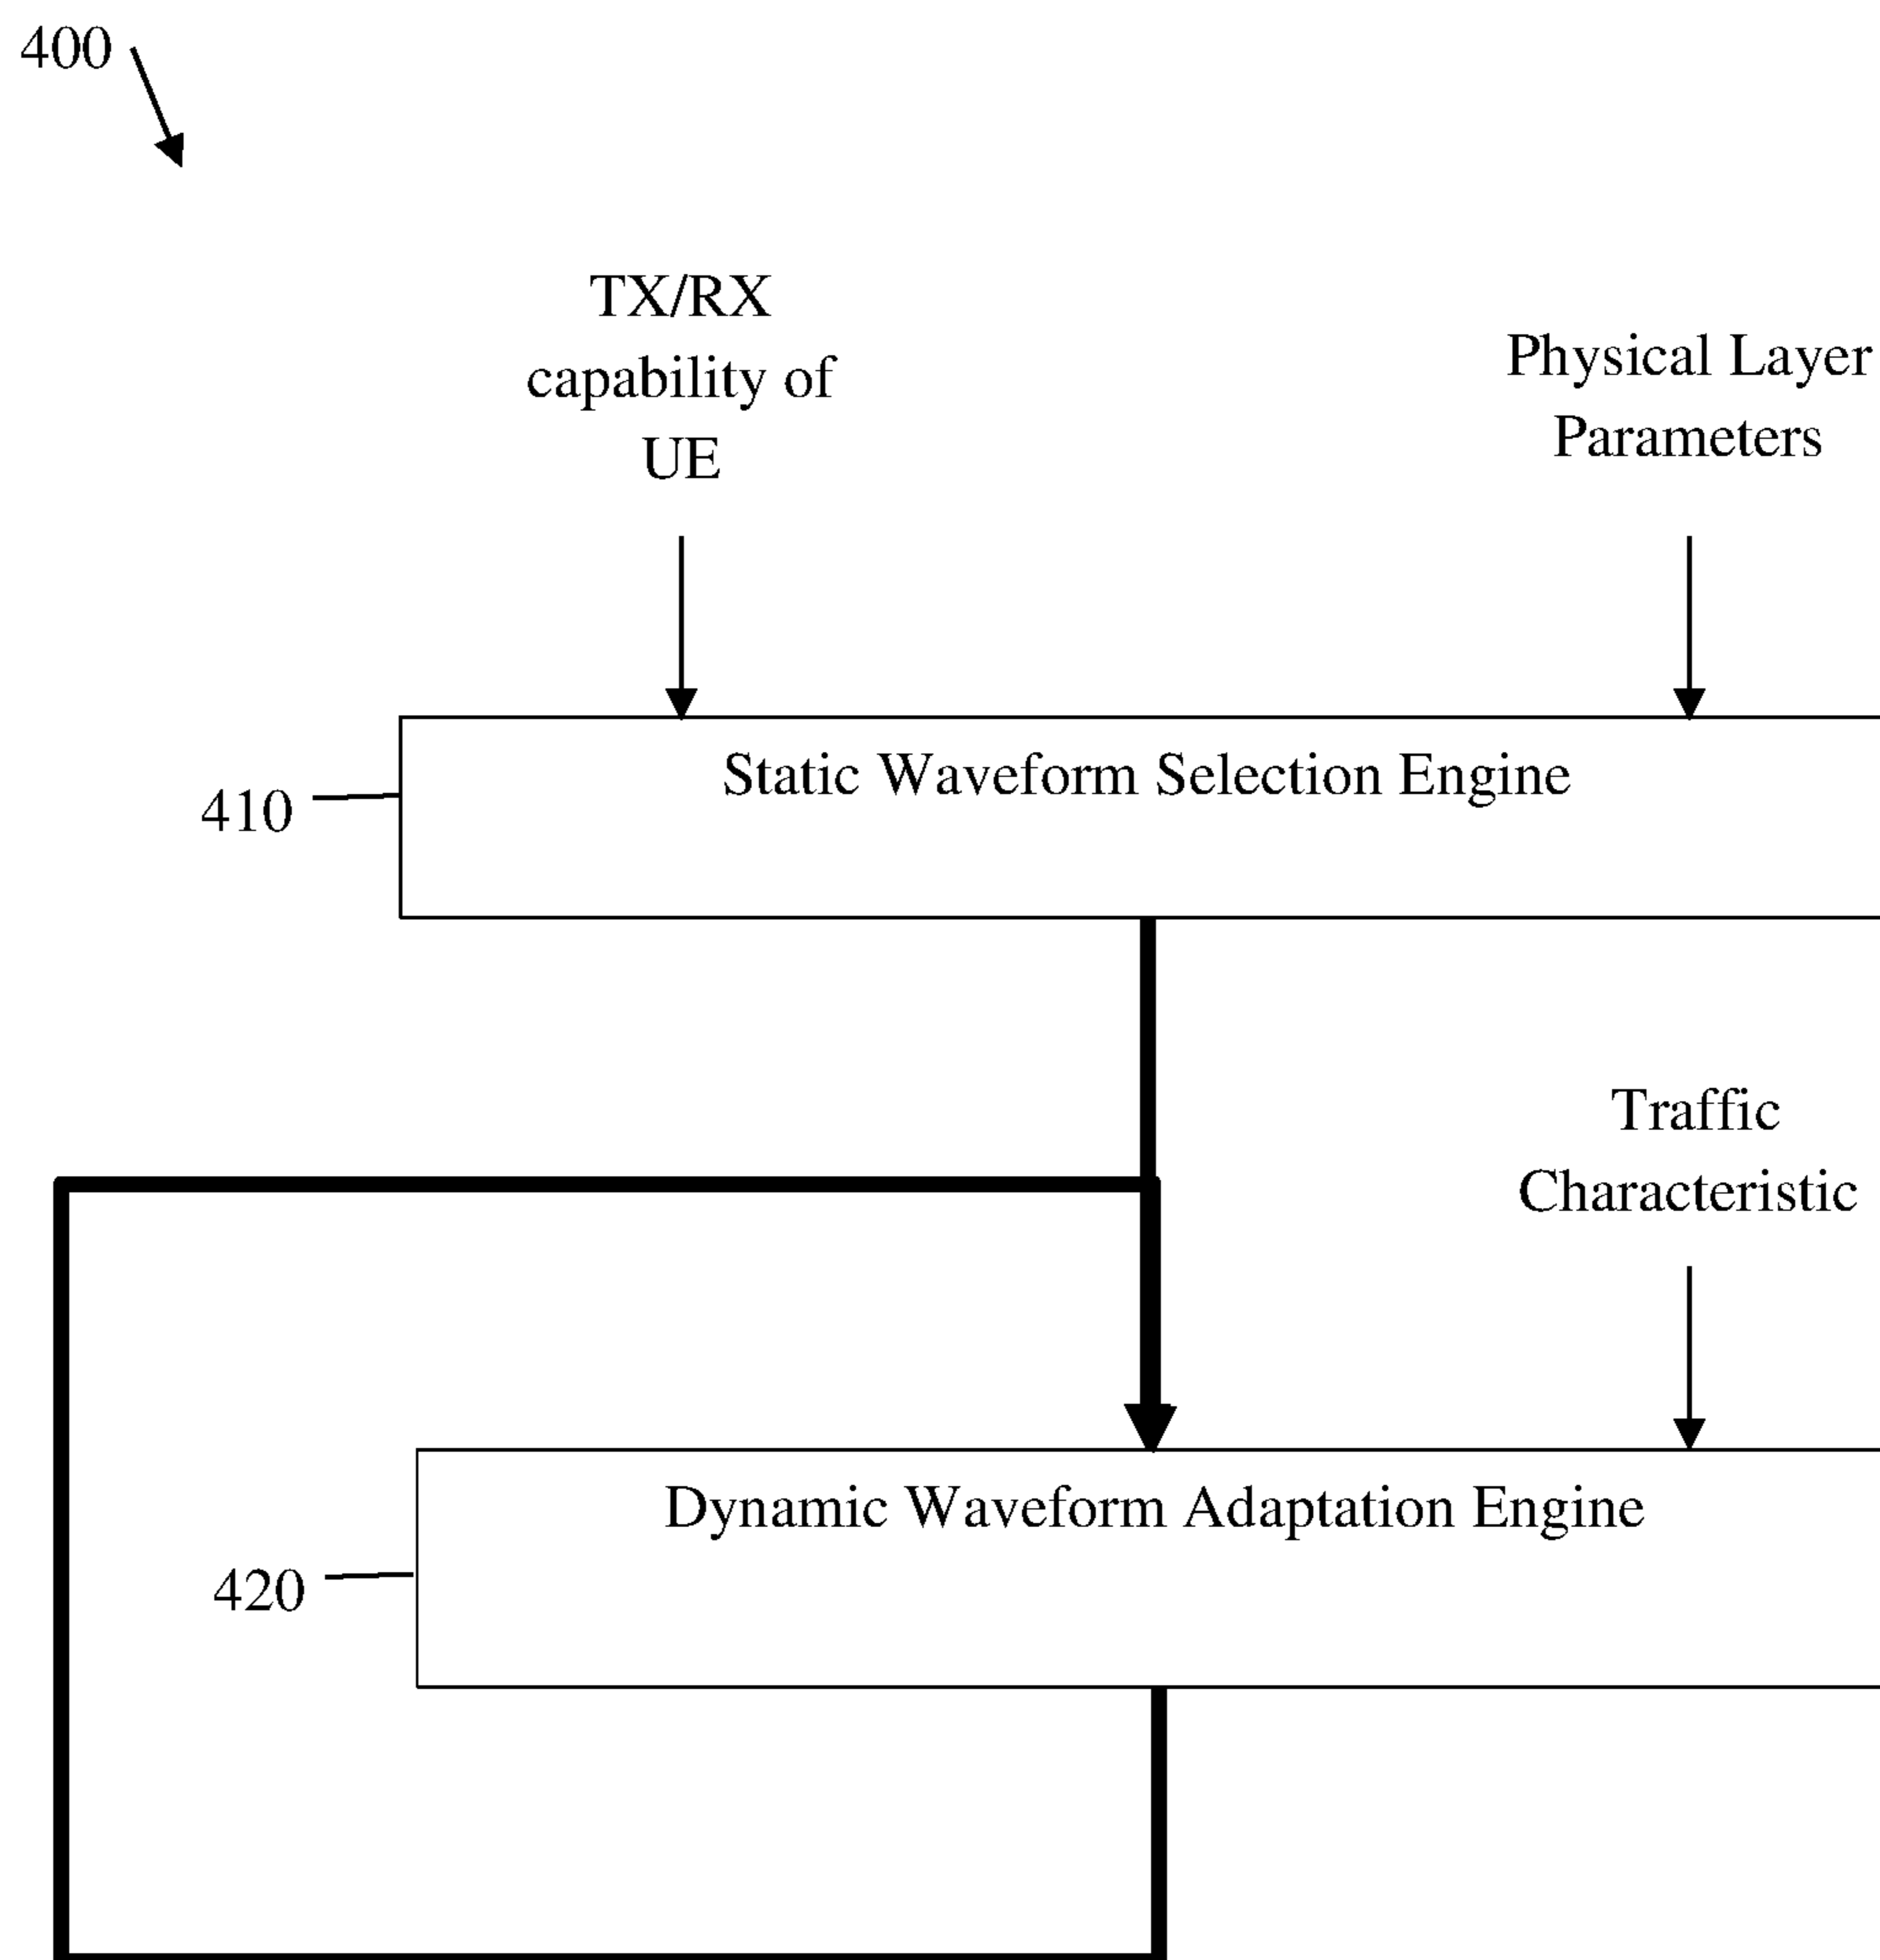 400
TX/RX
capability of
UE
Physical Layer
Parameters
Static Waveform Selection Engine
410
Traffic
Characteristic
Dynamic Waveform Adaptation Engine
420